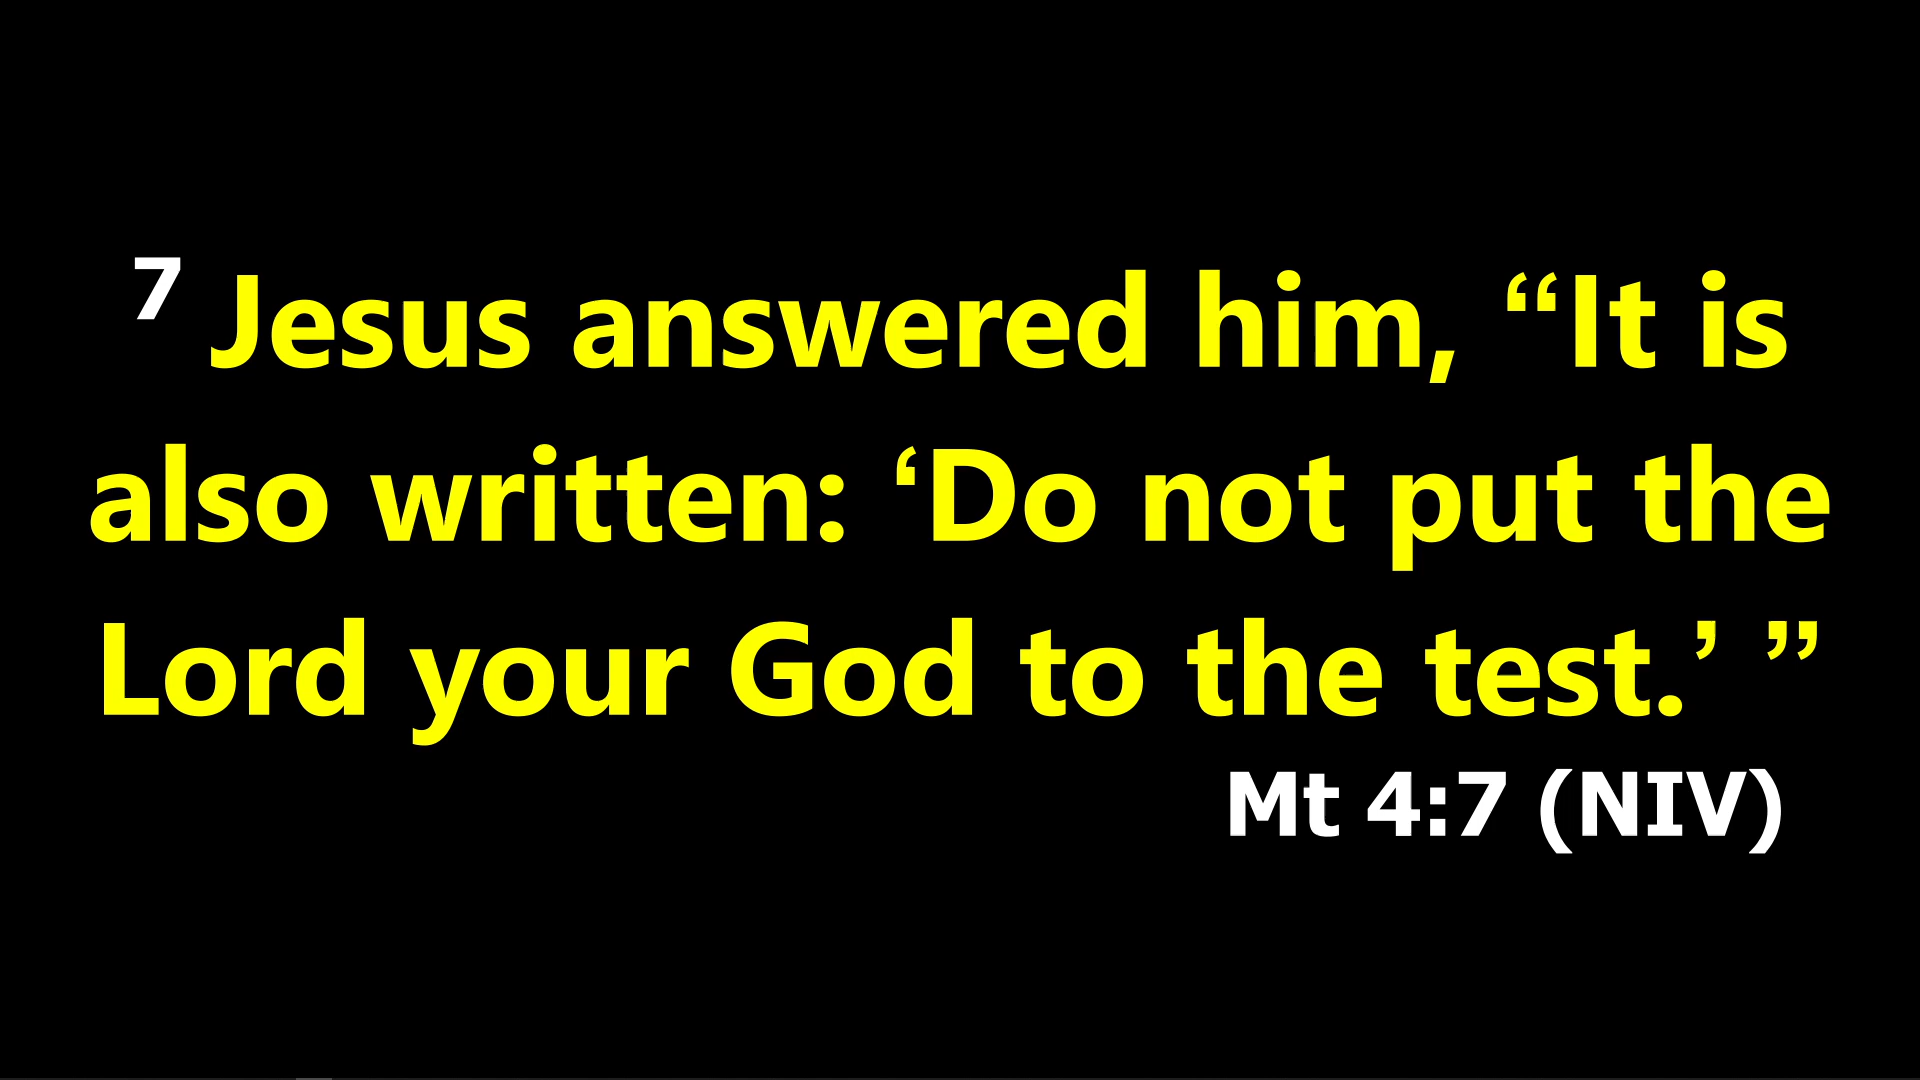 7 Jesus answered him, “It is
also written: ‘Do not put the
Lord your God to the test.’ ”
Mt 4:7 (NIV)